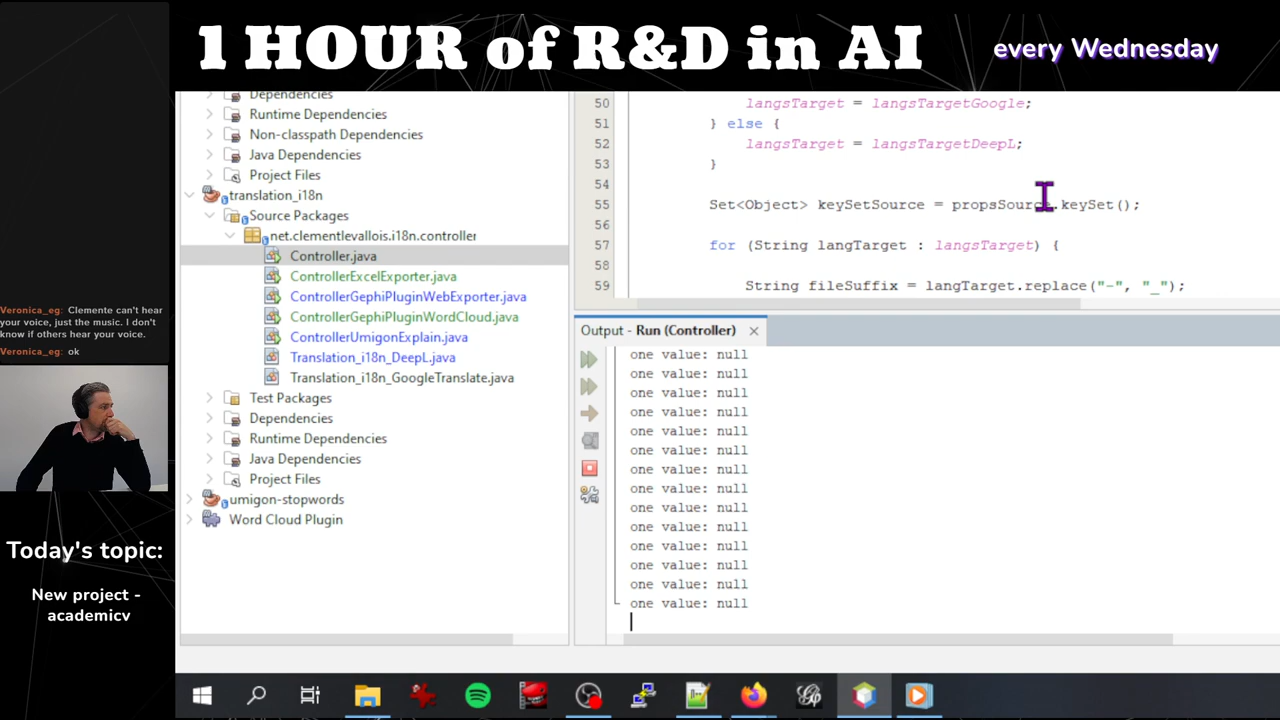 1 HOUR of R&D in AI
every Wednesday
Veronica_eg: Clemente can't hear
your voice, just the music. I don't
know if others hear your voice.
Veronica_eg: ok
Today's topic:
New project -
academicv
Dependencies
Runtime Dependencies
Non-classpath Dependencies
Java Dependencies
Project Files
translation_i18n
Source Packages
net.clementlevallois.i18n.controller
Controller.java
ControllerExcelExporter.java
ControllerGephiPluginWebExporter.java
ControllerGephiPluginWordCloud.java
ControllerUmigonExplain.java
Translation_i18n_DeepL.java
Translation_i18n_GoogleTranslate.java
Test Packages
Dependencies
Runtime Dependencies
Java Dependencies
Project Files
umigon-stopwords
Word Cloud Plugin
50 langsTarget = langsTargetGoogle;
51 } else {
52 langsTarget = langsTargetDeepL;
53 }
54
55 Set<Object> keySetSource = propsSource.keySet();
56
57 for (String langTarget : langsTarget) {
58
59 String fileSuffix = langTarget.replace("-", "_");
Output - Run (Controller)
one value: null
one value: null
one value: null
one value: null
one value: null
one value: null
one value: null
one value: null
one value: null
one value: null
one value: null
one value: null
one value: null
one value: null